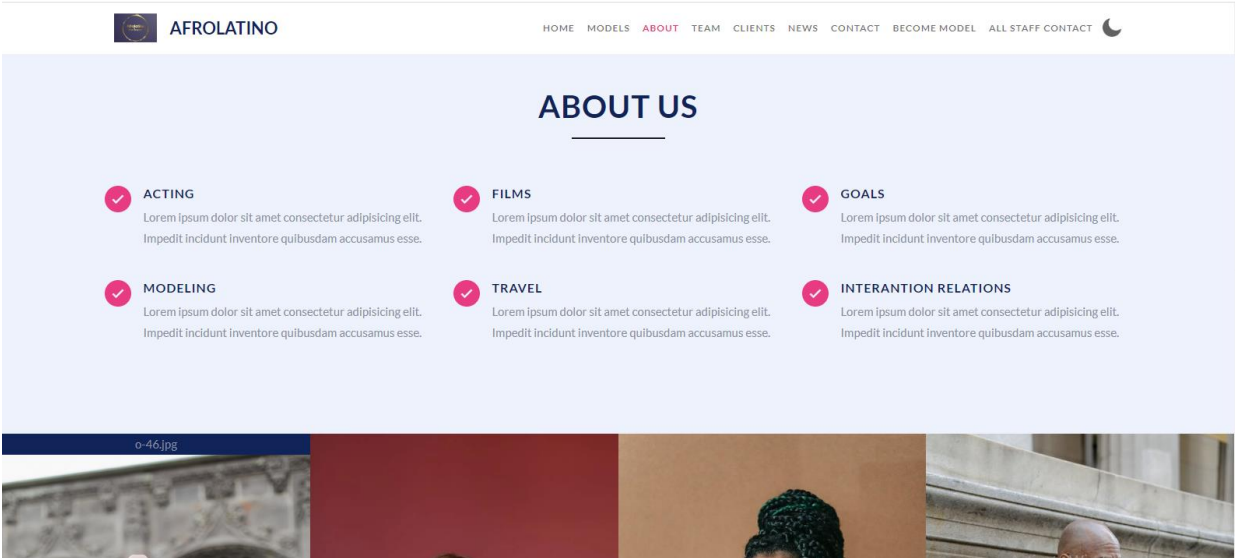 AFROLATINO
HOME MODELS ABOUT TEAM CLIENTS NEWS CONTACT BECOME MODEL ALL STAFF CONTACT
ABOUT US
ACTING
Lorem ipsum dolor sit amet consectetur adipisicing elit.
Impedit incidunt inventore quibusdam accusamus esse.
FILMS
Lorem ipsum dolor sit amet consectetur adipisicing elit.
Impedit incidunt inventore quibusdam accusamus esse.
GOALS
Lorem ipsum dolor sit amet consectetur adipisicing elit.
Impedit incidunt inventore quibusdam accusamus esse.
MODELING
Lorem ipsum dolor sit amet consectetur adipisicing elit.
Impedit incidunt inventore quibusdam accusamus esse.
TRAVEL
Lorem ipsum dolor sit amet consectetur adipisicing elit.
Impedit incidunt inventore quibusdam accusamus esse.
INTERANTION RELATIONS
Lorem ipsum dolor sit amet consectetur adipisicing elit.
Impedit incidunt inventore quibusdam accusamus esse.
o-46.jpg